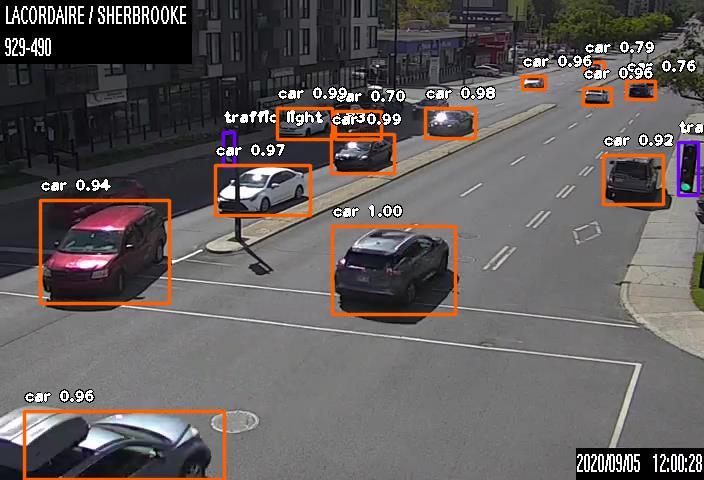 LACORDAIRE / SHERBROOKE
929-490
car 0.79
car 0.96
car 0.76
car 0.96
car 0.99
car 0.70
car 0.98
traffic light
car 0.99
car 0.97
car 0.92
tra
car 0.94
car 1.00
car 0.96
2020/09/05 12:00:28